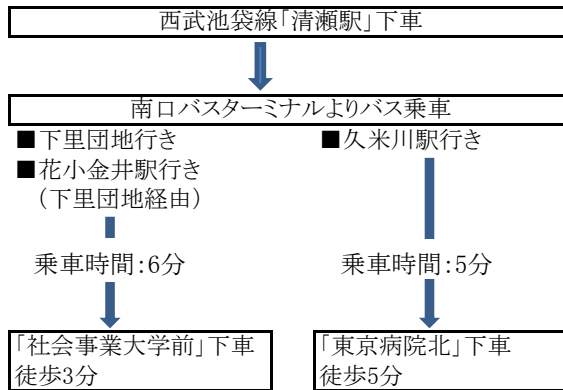 西武池袋線「清瀬駅」下車
南口バスターミナルよりバス乗車
■下里団地行き
■花小金井駅行き
（下里団地経由）
乗車時間:6分
「社会事業大学前」下車
徒歩3分
■久米川駅行き
乗車時間:5分
「東京病院北」下車
徒歩5分